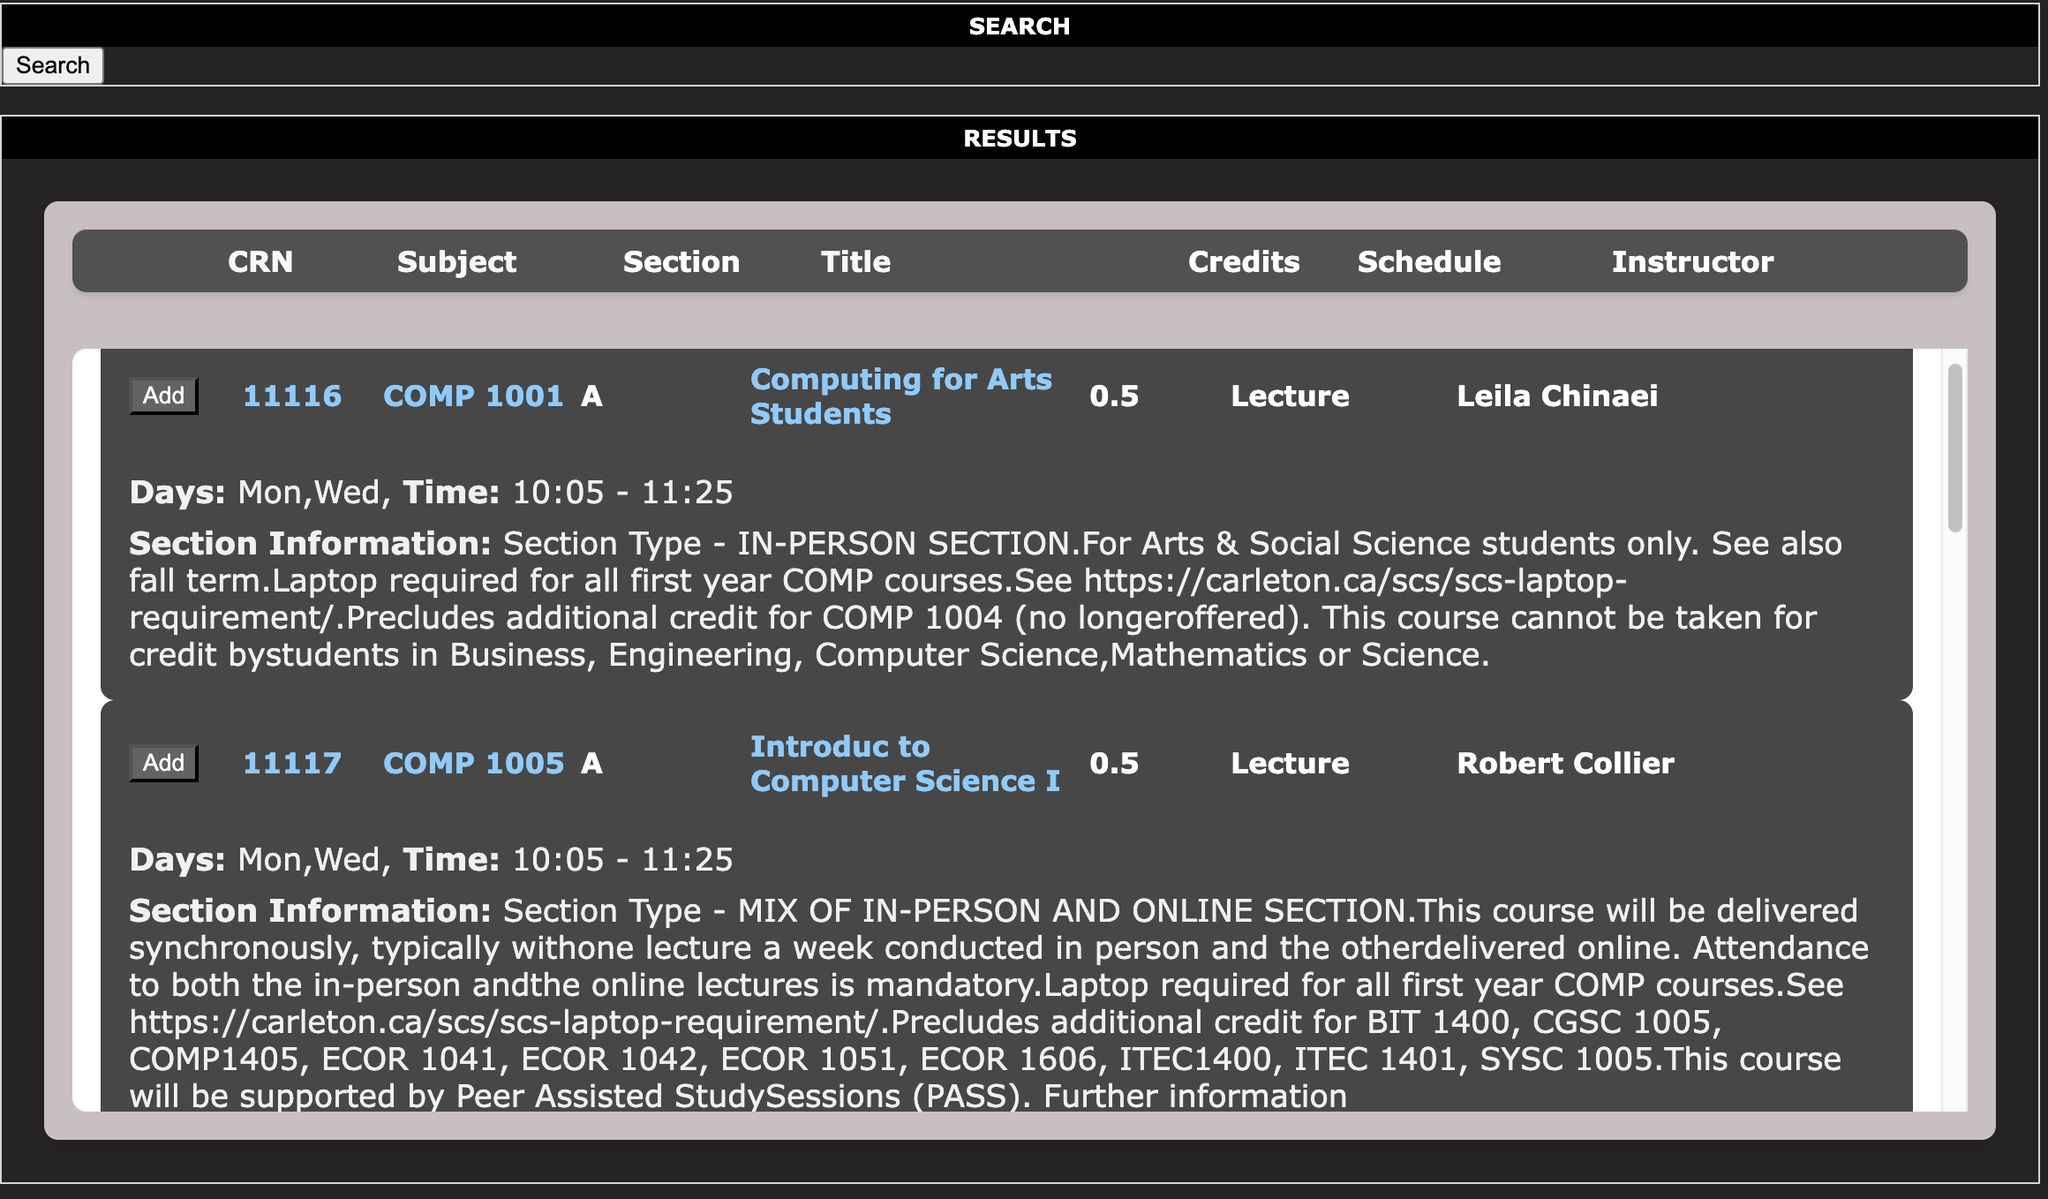 SEARCH
Search
RESULTS
CRN Subject Section Title Credits Schedule Instructor
Add 11116 COMP 1001 A Computing for Arts Students 0.5 Lecture Leila Chinaei
Days: Mon,Wed, Time: 10:05 - 11:25
Section Information: Section Type - IN-PERSON SECTION.For Arts & Social Science students only. See also
fall term.Laptop required for all first year COMP courses.See https://carleton.ca/scs/scs-laptop-
requirement/.Precludes additional credit for COMP 1004 (no longeroffered). This course cannot be taken for
credit bystudents in Business, Engineering, Computer Science,Mathematics or Science.
Add 11117 COMP 1005 A Introduc to Computer Science I 0.5 Lecture Robert Collier
Days: Mon,Wed, Time: 10:05 - 11:25
Section Information: Section Type - MIX OF IN-PERSON AND ONLINE SECTION.This course will be delivered
synchronously, typically withone lecture a week conducted in person and the otherdelivered online. Attendance
to both the in-person andthe online lectures is mandatory.Laptop required for all first year COMP courses.See
https://carleton.ca/scs/scs-laptop-requirement/.Precludes additional credit for BIT 1400, CGSC 1005,
COMP1405, ECOR 1041, ECOR 1042, ECOR 1051, ECOR 1606, ITEC1400, ITEC 1401, SYSC 1005.This course
will be supported by Peer Assisted StudySessions (PASS). Further information